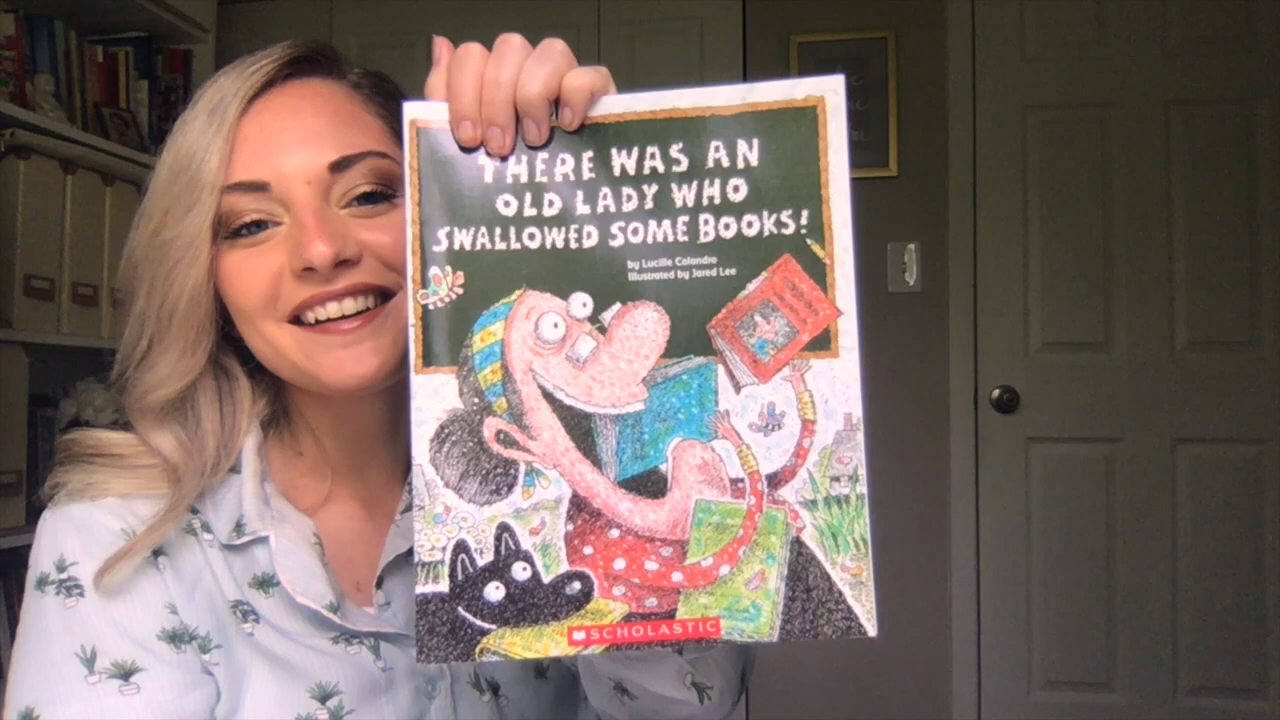 THERE WAS AN
OLD LADY WHO
SWALLOWED SOME BOOKS!
by Lucille Colandro
Illustrated by Jared Lee
SCHOLASTIC